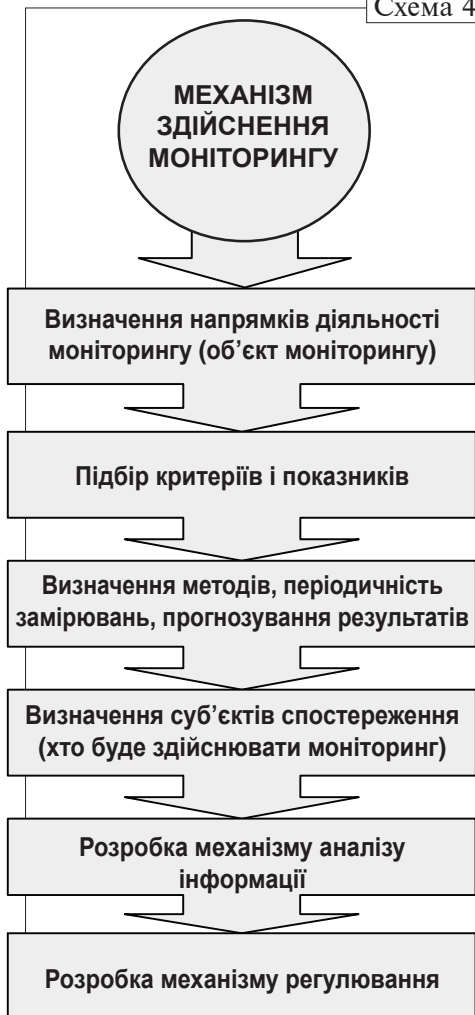 Схема 4
МЕХАНІЗМ
ЗДІЙСНЕННЯ
МОНІТОРИНГУ
Визначення напрямків діяльності
моніторингу (об’єкт моніторингу)
Підбір критеріїв і показників
Визначення методів, періодичність
замірювань, прогнозування результатів
Визначення суб’єктів спостереження
(хто буде здійснювати моніторинг)
Розробка механізму аналізу
інформації
Розробка механізму регулювання